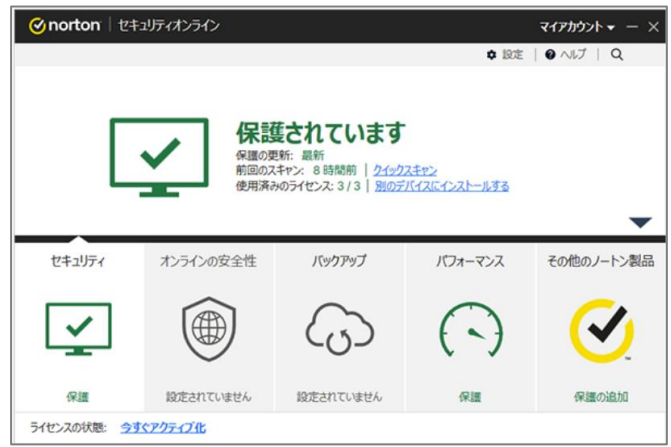 norton | セキュリティオンライン
マイアカウント
設定 | ヘルプ |
保護されています
保護の更新: 最新
前回のスキャン: 8 時間前 | クイックスキャン
使用済みのライセンス: 3 / 3 | 別のデバイスにインストールする
セキュリティ
オンラインの安全性
バックアップ
パフォーマンス
その他のノートン製品
保護
設定されていません
設定されていません
保護
保護の追加
ライセンスの状態: 今すぐアクティブ化